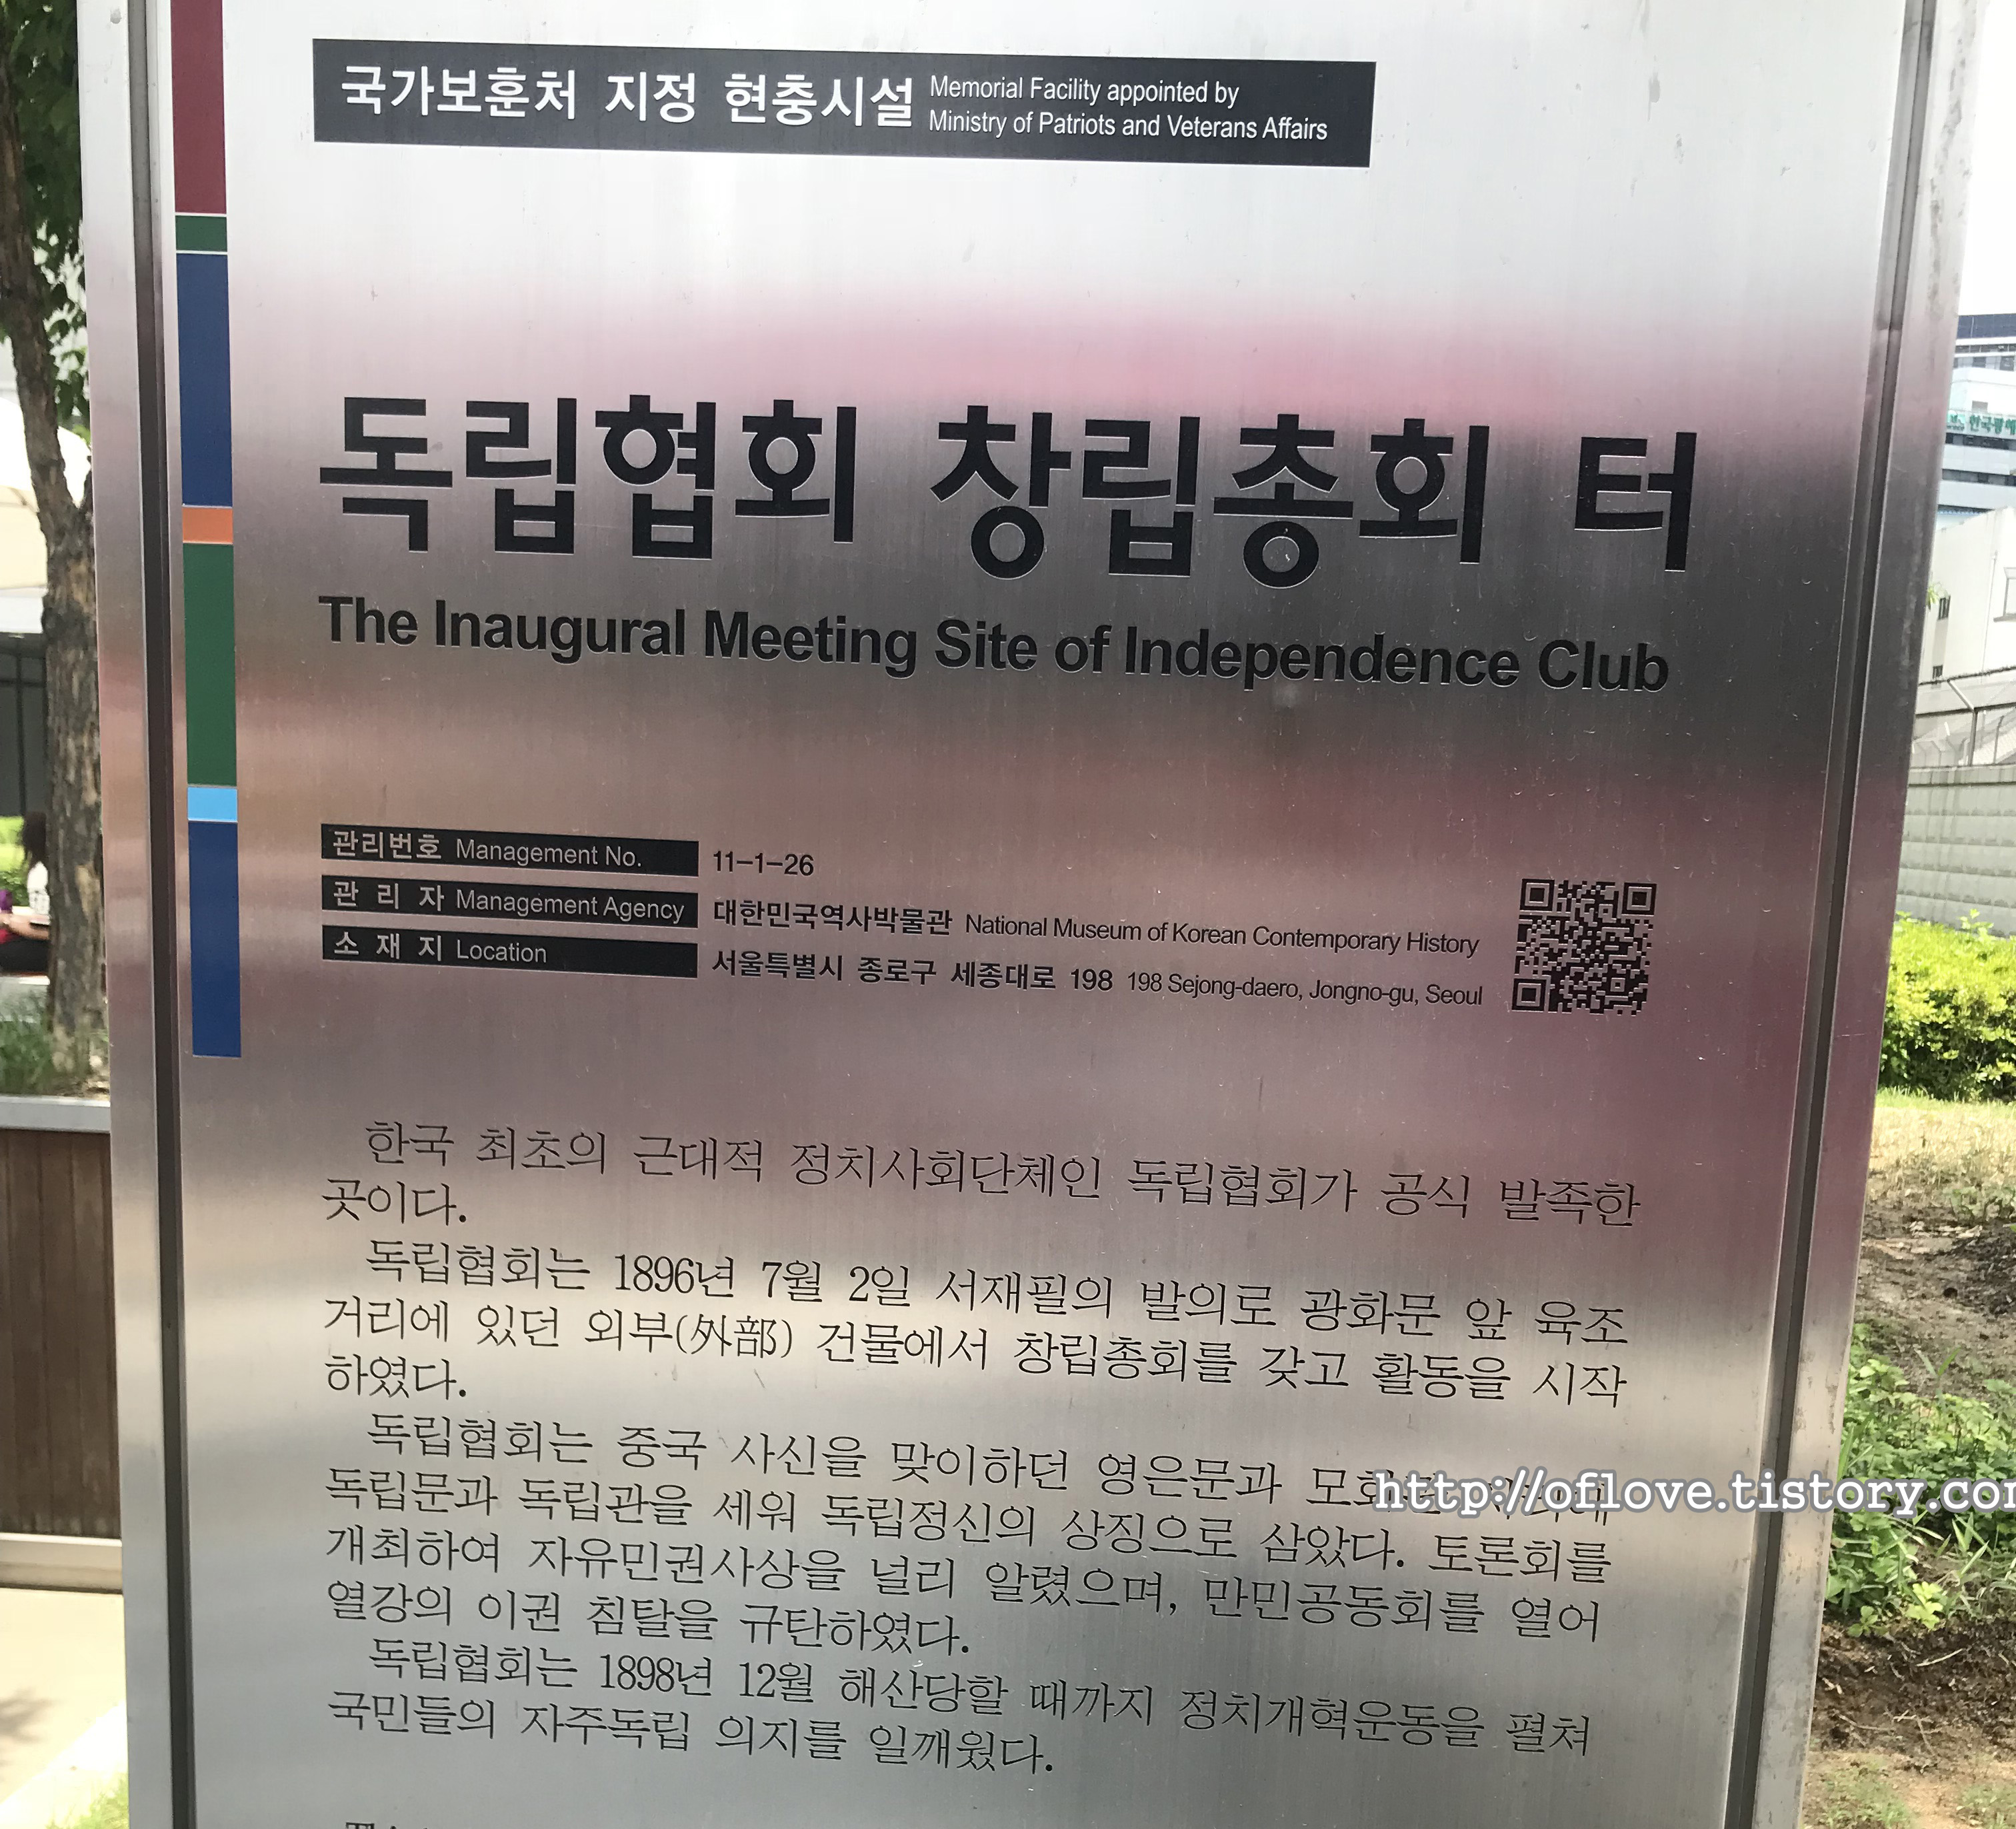 국가보훈처 지정 현충시설
Memorial Facility appointed by
Ministry of Patriots and Veterans Affairs
독립협회 창립총회 터
The Inaugural Meeting Site of Independence Club
관리번호 Management No. 11-1-26
관 리 자 Management Agency 대한민국역사박물관 National Museum of Korean Contemporary History
소 재 지 Location 서울특별시 종로구 세종대로 198 198 Sejong-daero, Jongno-gu, Seoul
한국 최초의 근대적 정치사회단체인 독립협회가 공식 발족한
곳이다.
독립협회는 1896년 7월 2일 서재필의 발의로 광화문 앞 육조
거리에 있던 외부(外部) 건물에서 창립총회를 갖고 활동을 시작
하였다.
독립협회는 중국 사신을 맞이하던 영은문과
http://oflove.tistory.com
독립문과 독립관을 세워 독립정신의 상징으로 삼았다. 토론회를
개최하여 자유민권사상을 널리 알렸으며, 만민공동회를 열어
열강의 이권 침탈을 규탄하였다.
독립협회는 1898년 12월 해산당할 때까지 정치개혁운동을 펼쳐
국민들의 자주독립 의지를 일깨웠다.